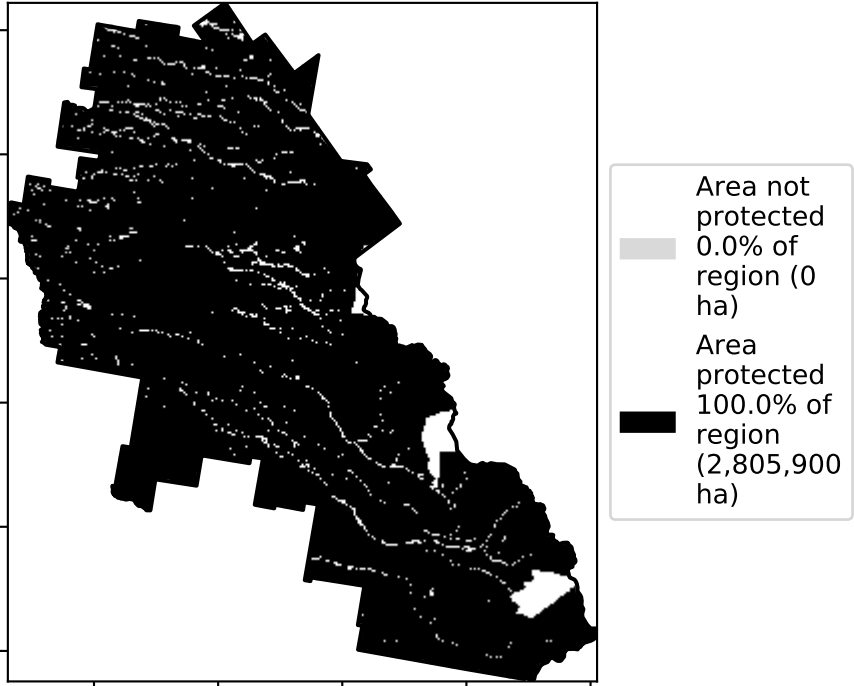 Area not
protected
0.0% of
region (0
ha)
Area
protected
100.0% of
region
(2,805,900
ha)